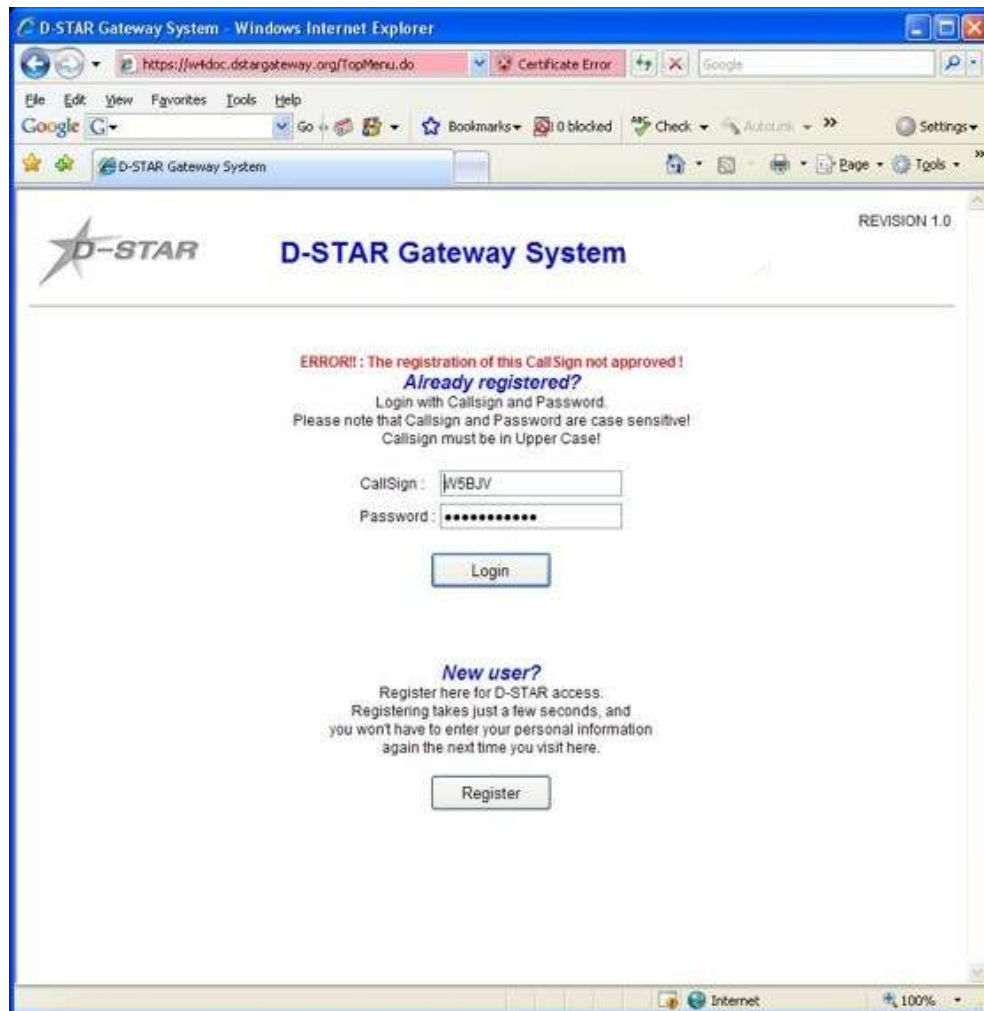 D-STAR Gateway System - Windows Internet Explorer
https://w4doc.dstargateway.org/TopMenu.do Certificate Error Google
File Edit View Favorites Tools Help
Google G Go Bookmarks 0 blocked ABC Check AutoLink » Settings
D-STAR Gateway System Page Tools »
REVISION 1.0
D-STAR D-STAR Gateway System
ERROR!! : The registration of this CallSign not approved !
Already registered?
Login with Callsign and Password.
Please note that Callsign and Password are case sensitive!
Callsign must be in Upper Case!
CallSign : W5BJV
Password : ●●●●●●●●●●●
Login
New user?
Register here for D-STAR access.
Registering takes just a few seconds, and
you won't have to enter your personal information
again the next time you visit here.
Register
Internet 100%